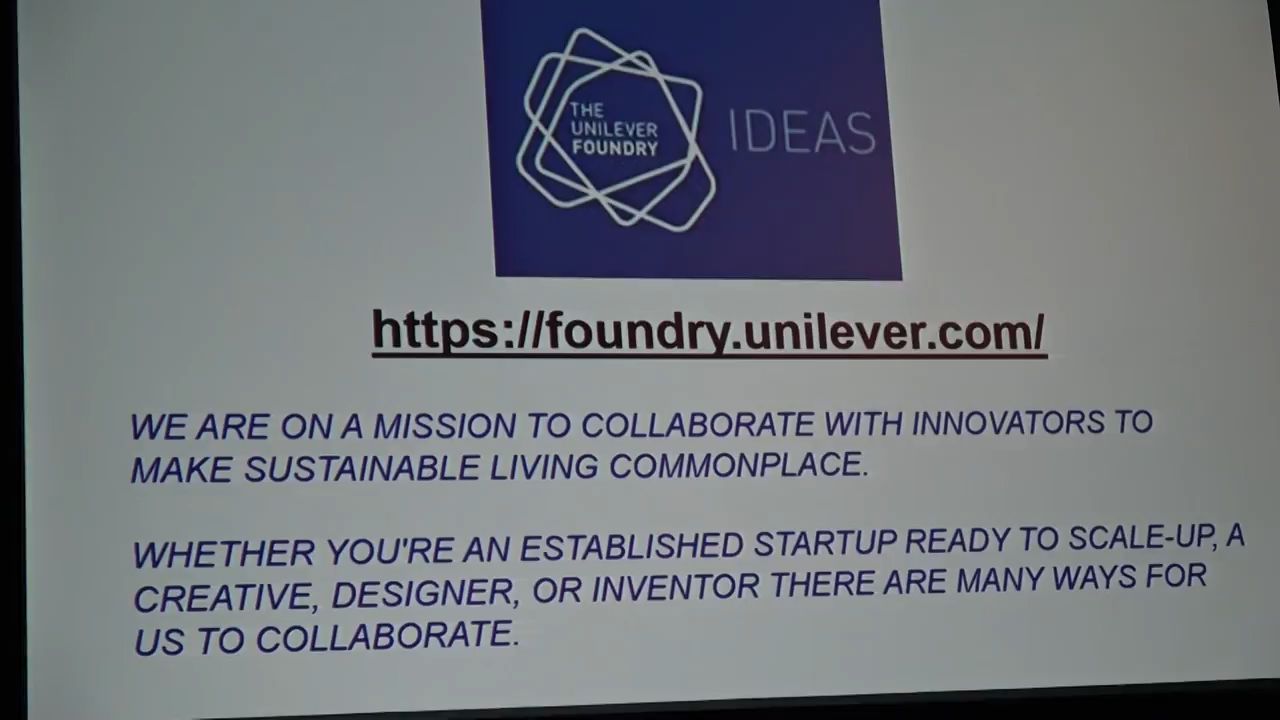 THE
UNILEVER
FOUNDRY
IDEAS
https://foundry.unilever.com/
WE ARE ON A MISSION TO COLLABORATE WITH INNOVATORS TO
MAKE SUSTAINABLE LIVING COMMONPLACE.
WHETHER YOU'RE AN ESTABLISHED STARTUP READY TO SCALE-UP, A
CREATIVE, DESIGNER, OR INVENTOR THERE ARE MANY WAYS FOR
US TO COLLABORATE.